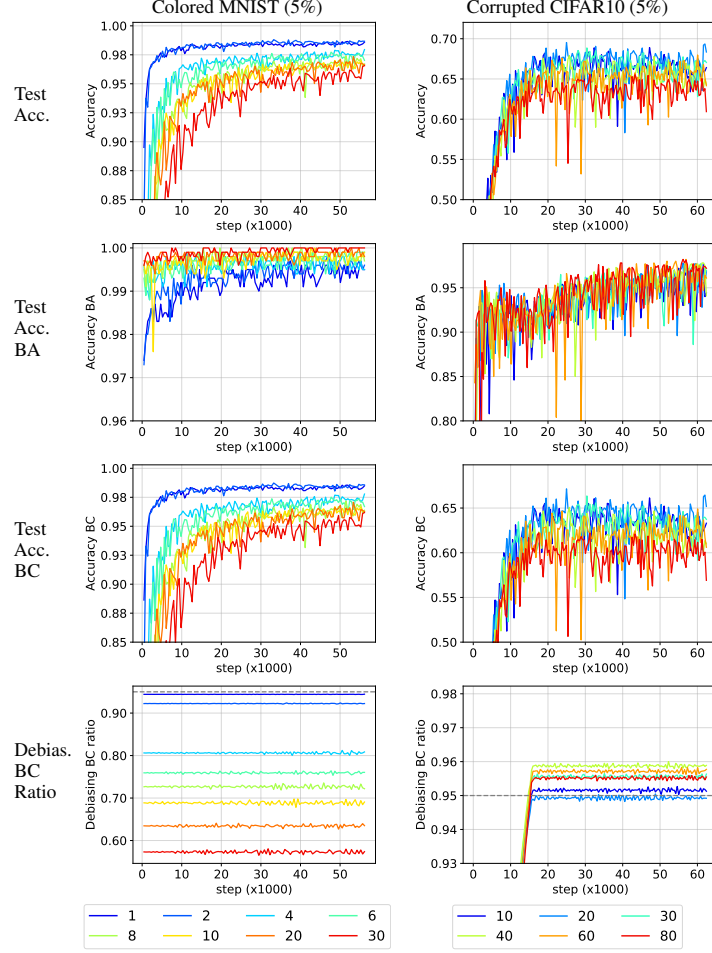 Colored MNIST (5%)
Corrupted CIFAR10 (5%)
Test
Acc.
Accuracy
1.00
0.98
0.95
0.93
0.90
0.88
0.85
0 10 20 30 40 50
step (x1000)
Accuracy
0.70
0.65
0.60
0.55
0.50
0 10 20 30 40 50 60
step (x1000)
Test
Acc.
BA
Accuracy BA
1.00
0.99
0.98
0.97
0.96
0 10 20 30 40 50
step (x1000)
Accuracy BA
0.95
0.90
0.85
0.80
0 10 20 30 40 50 60
step (x1000)
Test
Acc.
BC
Accuracy BC
1.00
0.98
0.95
0.93
0.90
0.88
0.85
0 10 20 30 40 50
step (x1000)
Accuracy BC
0.65
0.60
0.55
0.50
0 10 20 30 40 50 60
step (x1000)
Debias.
BC
Ratio
Debiasing BC ratio
0.90
0.80
0.70
0.60
0 10 20 30 40 50
step (x1000)
Debiasing BC ratio
0.98
0.97
0.96
0.95
0.94
0.93
0 10 20 30 40 50 60
step (x1000)
1 2 4 6
8 10 20 30
10 20 30
40 60 80